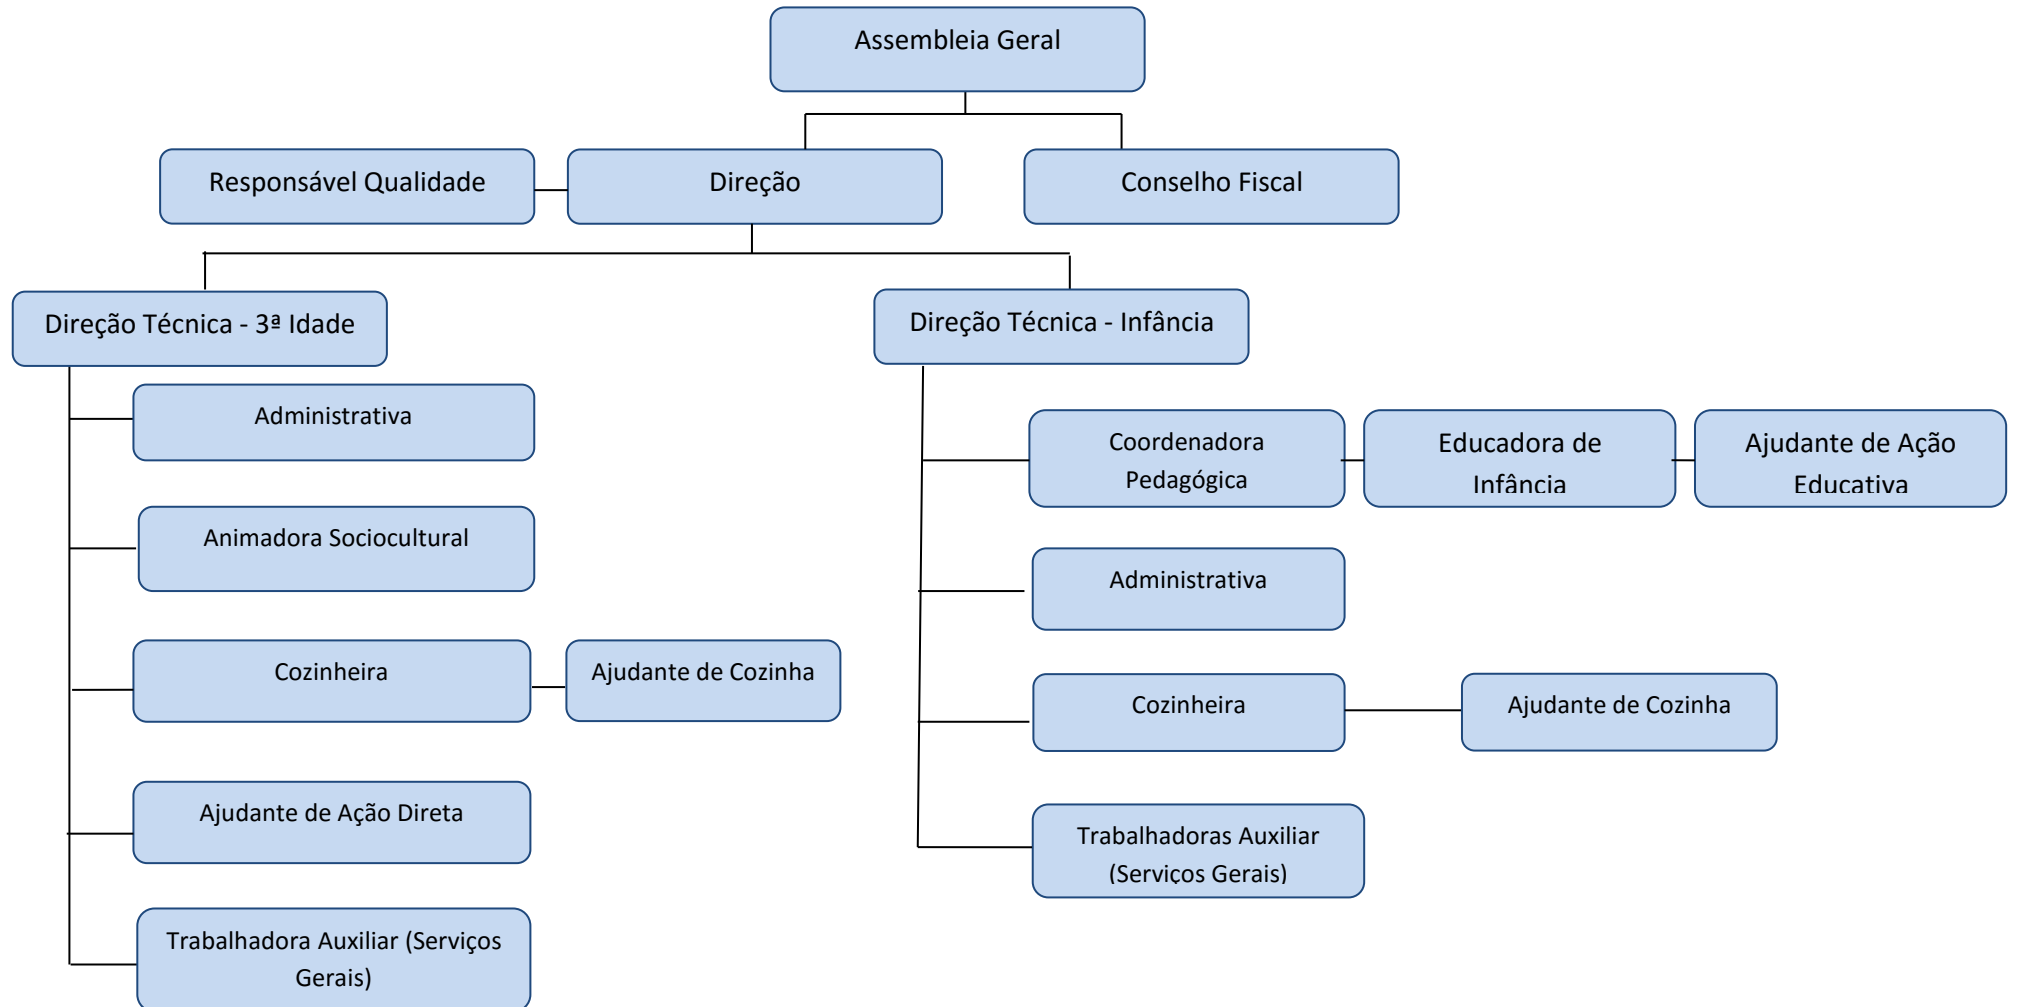 Assembleia Geral
Responsável Qualidade
Direção
Conselho Fiscal
Direção Técnica - 3ª Idade
Direção Técnica - Infância
Administrativa
Animadora Sociocultural
Cozinheira
Ajudante de Cozinha
Ajudante de Ação Direta
Trabalhadora Auxiliar (Serviços
Gerais)
Coordenadora
Pedagógica
Educadora de
Infância
Ajudante de Ação
Educativa
Administrativa
Cozinheira
Ajudante de Cozinha
Trabalhadoras Auxiliar
(Serviços Gerais)